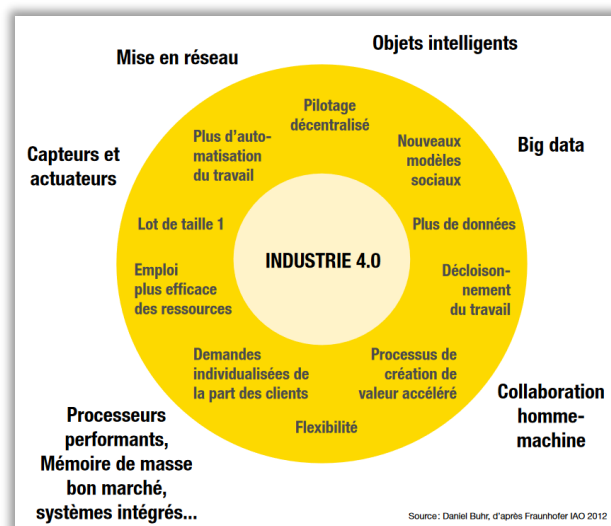 Objets intelligents
Mise en réseau
Pilotage
décentralisé
Plus d'auto-
matisation
du travail
Nouveaux
modèles
sociaux
Big data
Capteurs et
actuateurs
Lot de taille 1
Plus de données
INDUSTRIE 4.0
Emploi
plus efficace
des ressources
Décloison-
nement
du travail
Demandes
individualisées de
la part des clients
Processus de
création de
valeur accéléré
Flexibilité
Collaboration
homme-
machine
Processeurs
performants,
Mémoire de masse
bon marché,
systèmes intégrés...
Source: Daniel Buhr, d'après Fraunhofer IAO 2012